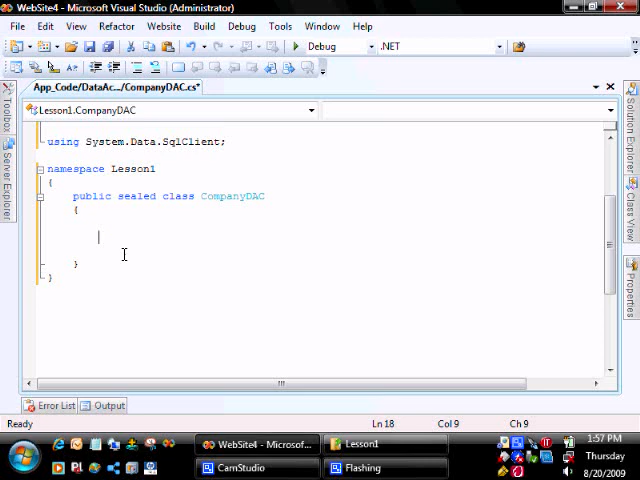 WebSite4 - Microsoft Visual Studio (Administrator)
File Edit View Refactor Website Build Debug Tools Window Help
Debug .NET
App_Code/DataAc.../CompanyDAC.cs*
Lesson1.CompanyDAC
using System.Data.SqlClient;
namespace Lesson1
{
public sealed class CompanyDAC
{
}
}
Toolbox
Server Explorer
Solution Explorer
Class View
Properties
Error List Output
Ready Ln 18 Col 9 Ch 9
WebSite4 - Microsof... Lesson1
CamStudio Flashing
1:57 PM
Thursday
8/20/2009